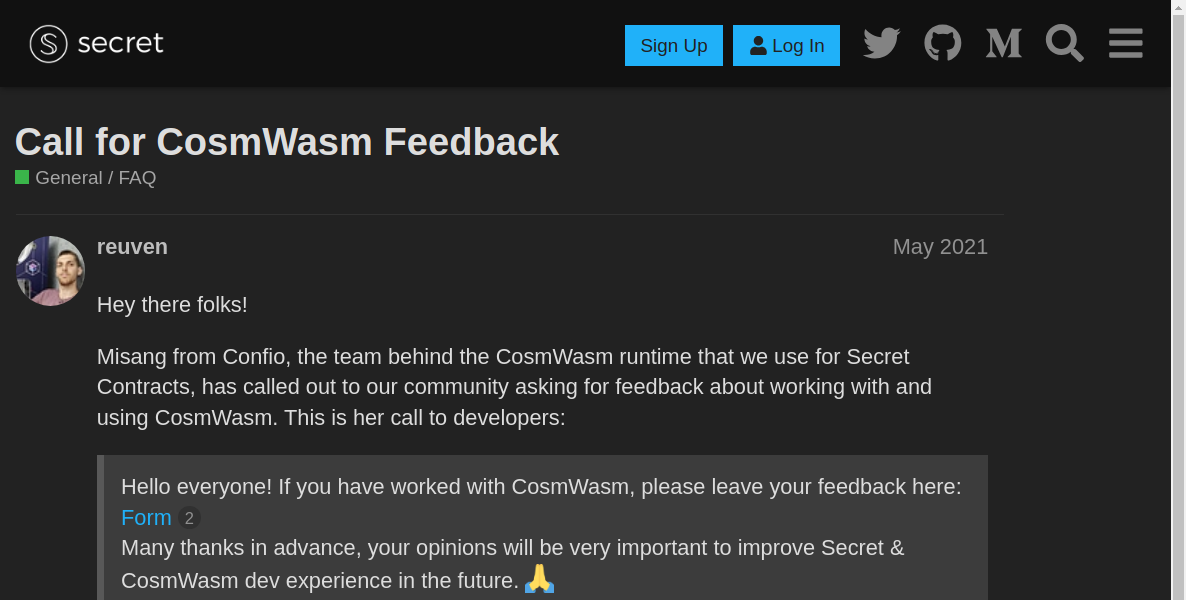 secret
Sign Up
Log In
Call for CosmWasm Feedback
General / FAQ
reuven
May 2021
Hey there folks!
Misang from Confio, the team behind the CosmWasm runtime that we use for Secret
Contracts, has called out to our community asking for feedback about working with and
using CosmWasm. This is her call to developers:
Hello everyone! If you have worked with CosmWasm, please leave your feedback here:
Form 2
Many thanks in advance, your opinions will be very important to improve Secret &
CosmWasm dev experience in the future. 🙏